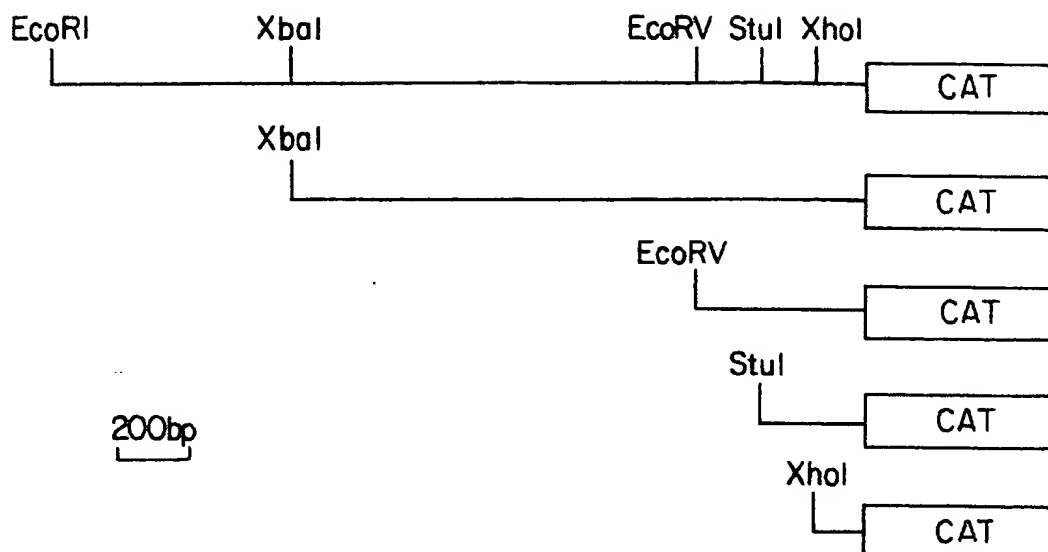 EcoRI XbaI EcoRV StuI XhoI
CAT
XbaI
CAT
EcoRV
CAT
StuI
CAT
200bp
XhoI
CAT